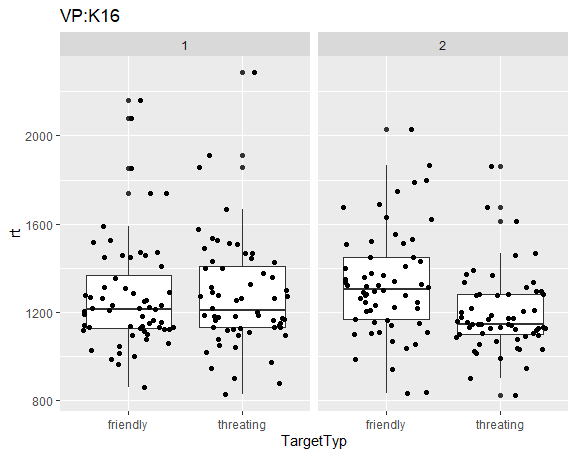 VP:K16
1 2
rt
2000
1600
1200
800
friendly threating friendly threating
TargetTyp